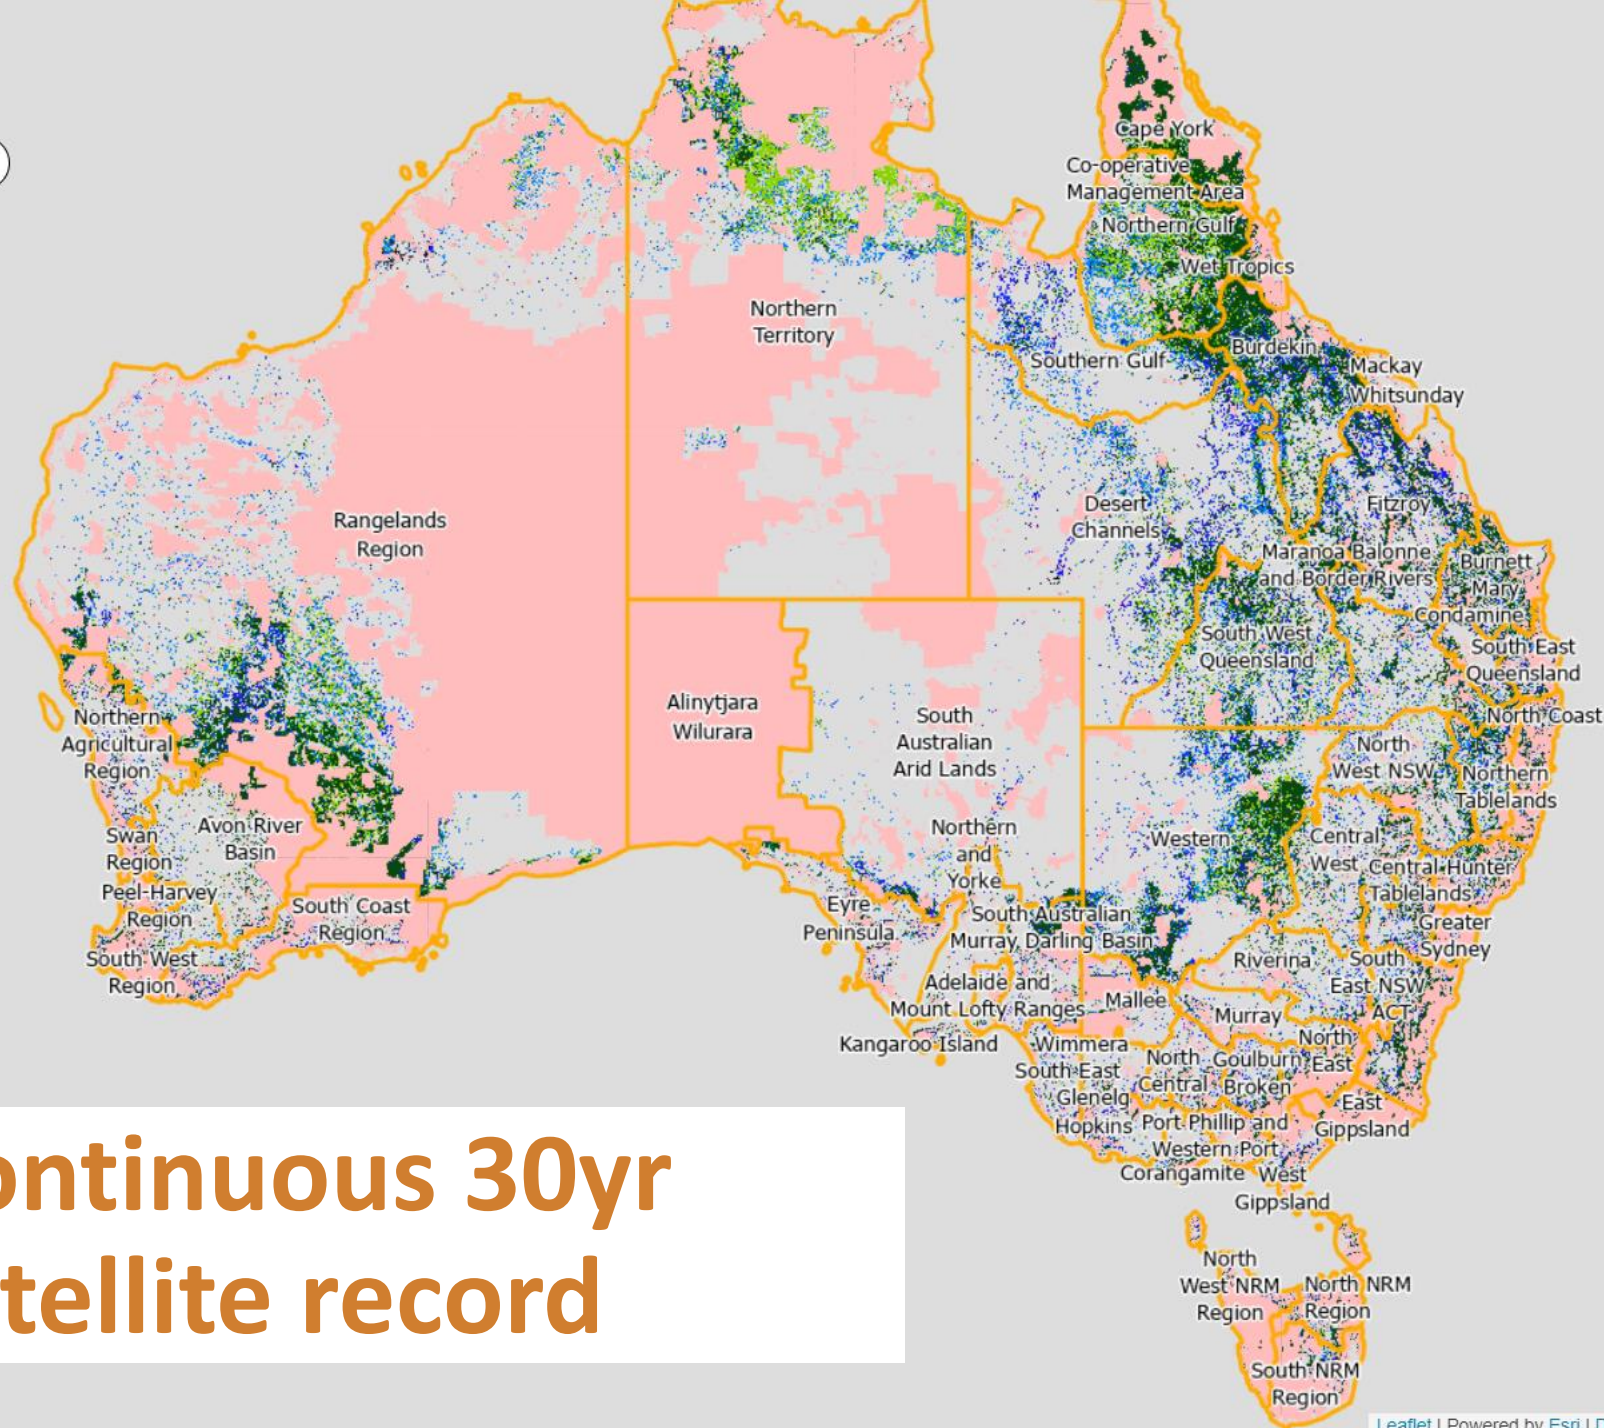 Cape York
Co-operative
Management Area
Northern Gulf
Wet Tropics
Northern
Territory
Burdekin
Southern Gulf
Mackay
Whitsunday
Desert
Channels
Fitzroy
Rangelands
Region
Maranoa Balonne
and Border Rivers
Burnett
Mary
Condamine
South West
Queensland
South East
Queensland
Alinytjara
Wilurara
South
Australian
Arid Lands
North Coast
Northern
Agricultural
Region
North
West NSW
Northern
Tablelands
Swan
Region
Avon River
Basin
Northern
and
Yorke
Western
Central
West
Central
Tablelands
Hunter
Peel-Harvey
Region
South Coast
Region
Eyre
Peninsula
South Australian
Murray Darling Basin
Greater
Sydney
South West
Region
Riverina
South
East NSW
ACT
Adelaide and
Mount Lofty Ranges
Mallee
Murray
Kangaroo Island
Wimmera
North
East
South East
North
Central
Goulburn
Broken
Glenelg
Hopkins
Port Phillip and
Western Port
East
Gippsland
Corangamite
West
Gippsland
ontinuous 30yr
tellite record
North
West NRM
Region
North NRM
Region
South NRM
Region
Leaflet | Powered by Esri |